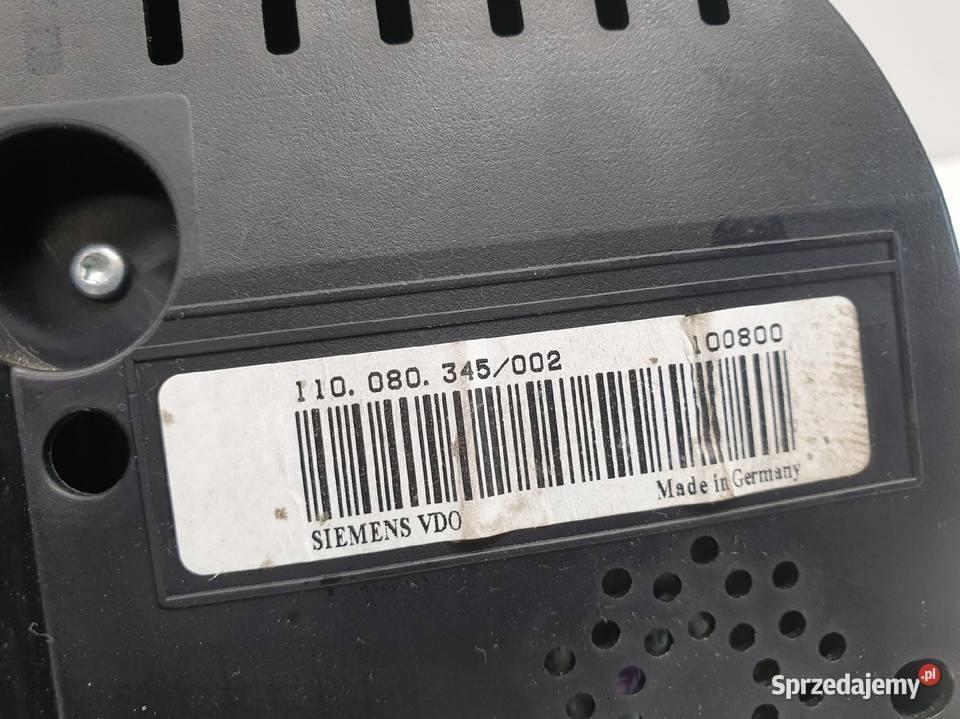 110. 080. 345/002 100800
SIEMENS VDO Made in Germany
Sprzedajemy.pl